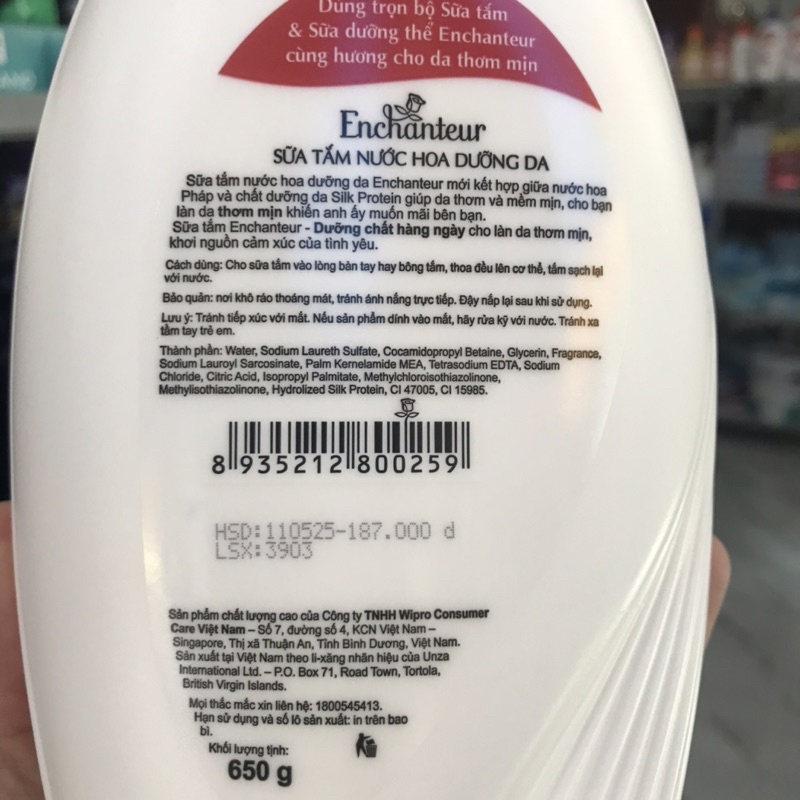 Dùng trọn bộ Sữa tắm
& Sữa dưỡng thể Enchanteur
cùng hương cho da thơm mịn
Enchanteur
SỮA TẮM NƯỚC HOA DƯỠNG DA
Sữa tắm nước hoa dưỡng da Enchanteur mới kết hợp giữa nước hoa
Pháp và chất dưỡng da Silk Protein giúp da thơm và mềm mịn, cho bạn
làn da thơm mịn khiến anh ấy muốn mãi bên bạn.
Sữa tắm Enchanteur - Dưỡng chất hàng ngày cho làn da thơm mịn,
khơi nguồn cảm xúc của tình yêu.
Cách dùng: Cho sữa tắm vào lòng bàn tay hay bông tắm, thoa đều lên cơ thể, tắm sạch lại
với nước.
Bảo quản: nơi khô ráo thoáng mát, tránh ánh nắng trực tiếp. Đậy nắp lại sau khi sử dụng.
Lưu ý: Tránh tiếp xúc với mắt. Nếu sản phẩm dính vào mắt, hãy rửa kỹ với nước. Tránh xa
tầm tay trẻ em.
Thành phần: Water, Sodium Laureth Sulfate, Cocamidopropyl Betaine, Glycerin, Fragrance,
Sodium Lauroyl Sarcosinate, Palm Kernelamide MEA, Tetrasodium EDTA, Sodium
Chloride, Citric Acid, Isopropyl Palmitate, Methylchloroisothiazolinone,
Methylisothiazolinone, Hydrolized Silk Protein, CI 47005, CI 15985.
8 935212 800259
HSD:110525-187.000 đ
LSX:3903
Sản phẩm chất lượng cao của Công ty TNHH Wipro Consumer
Care Việt Nam – Số 7, đường số 4, KCN Việt Nam –
Singapore, Thị xã Thuận An, Tỉnh Bình Dương, Việt Nam.
Sản xuất tại Việt Nam theo li-xăng nhãn hiệu của Unza
International Ltd. – P.O. Box 71, Road Town, Tortola,
British Virgin Islands.
Mọi thắc mắc xin liên hệ: 1800545413.
Hạn sử dụng và số lô sản xuất: in trên bao
bì.
Khối lượng tịnh:
650 g